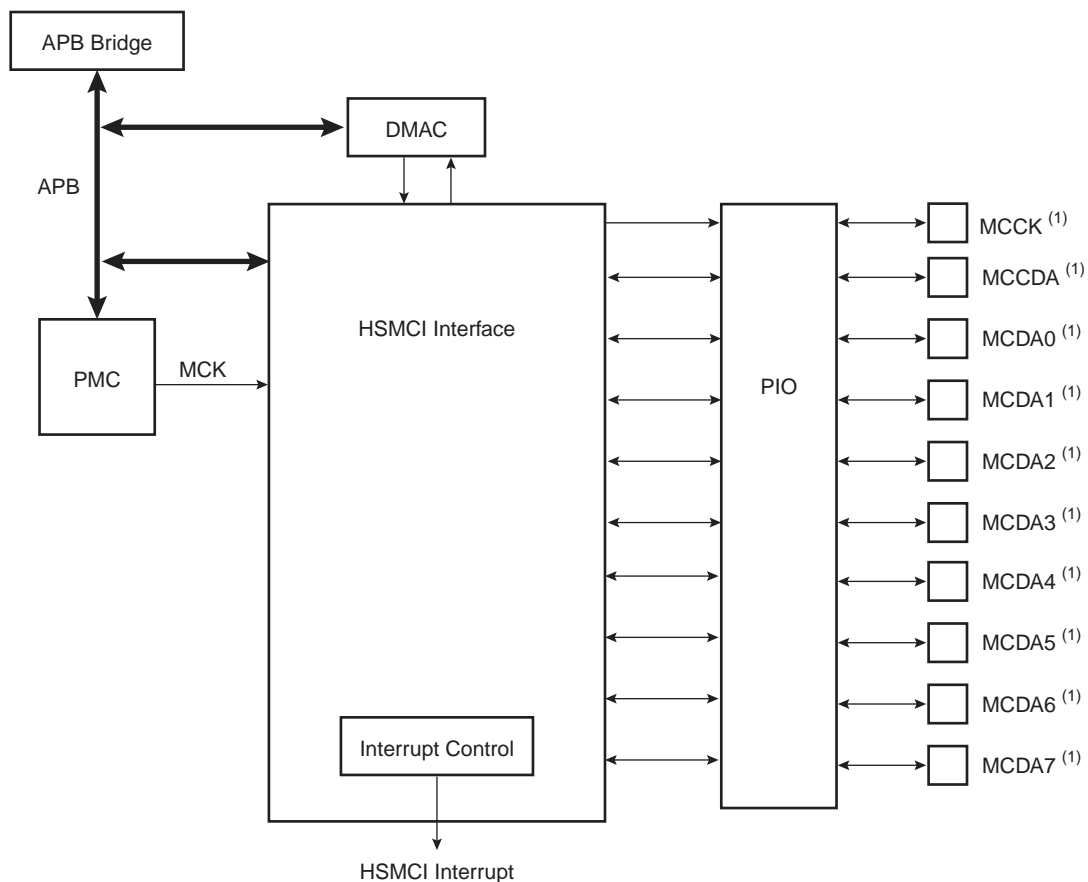 APB Bridge
DMAC
APB
MCCK (1)
MCCDA (1)
HSMCI Interface
MCDA0 (1)
PMC
MCK
PIO
MCDA1 (1)
MCDA2 (1)
MCDA3 (1)
MCDA4 (1)
MCDA5 (1)
MCDA6 (1)
Interrupt Control
MCDA7 (1)
HSMCI Interrupt